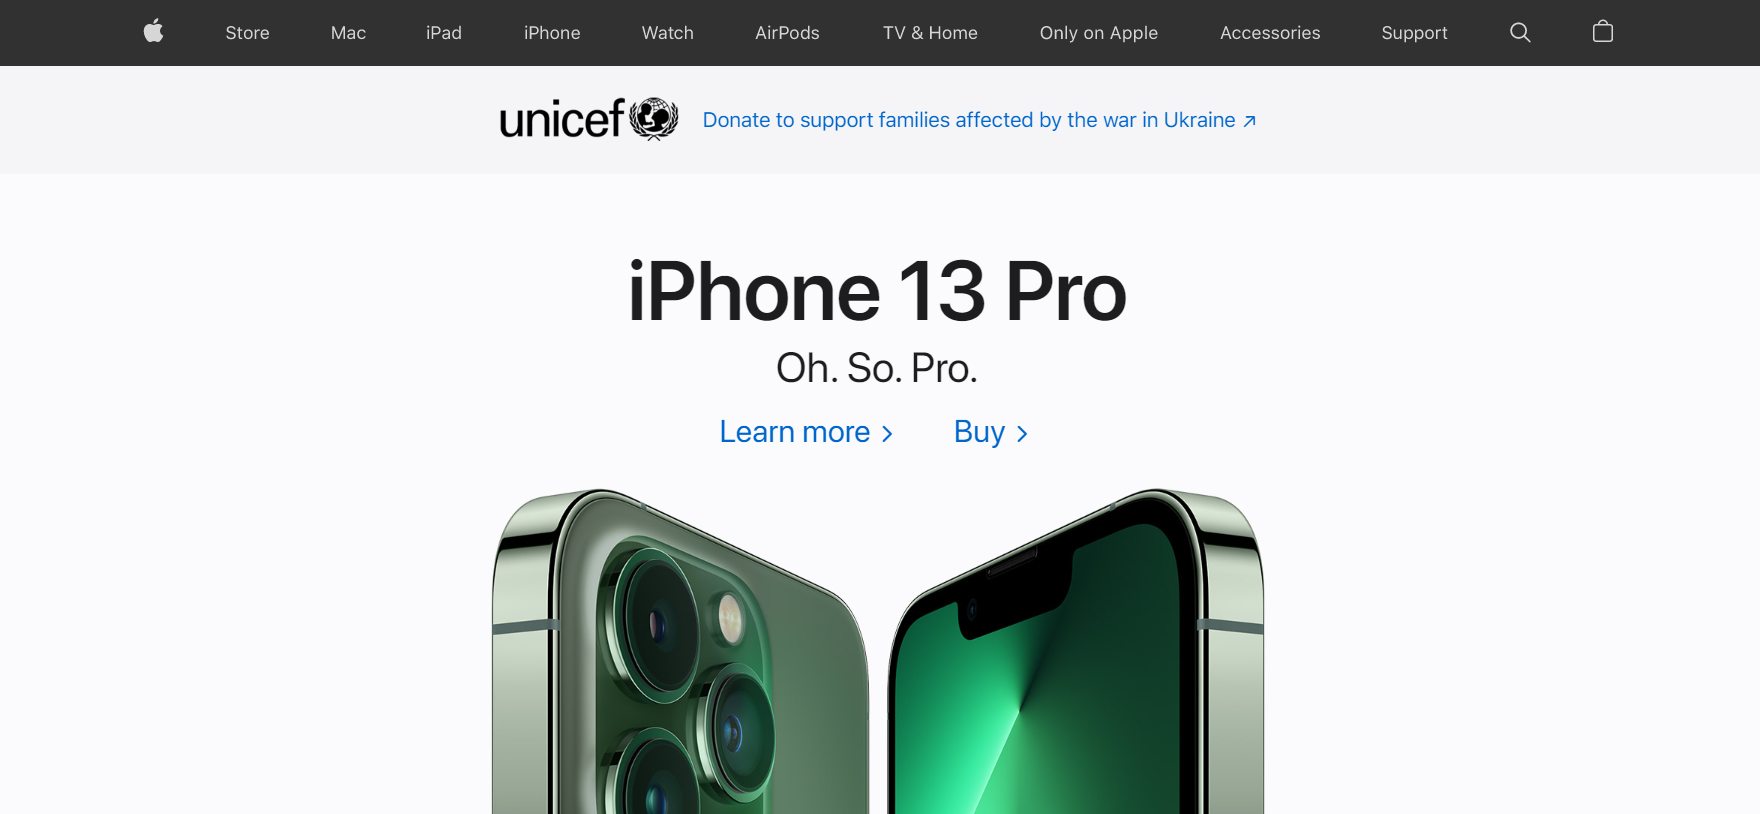 Store Mac iPad iPhone Watch AirPods TV & Home Only on Apple Accessories Support
unicef Donate to support families affected by the war in Ukraine
iPhone 13 Pro
Oh. So. Pro.
Learn more Buy